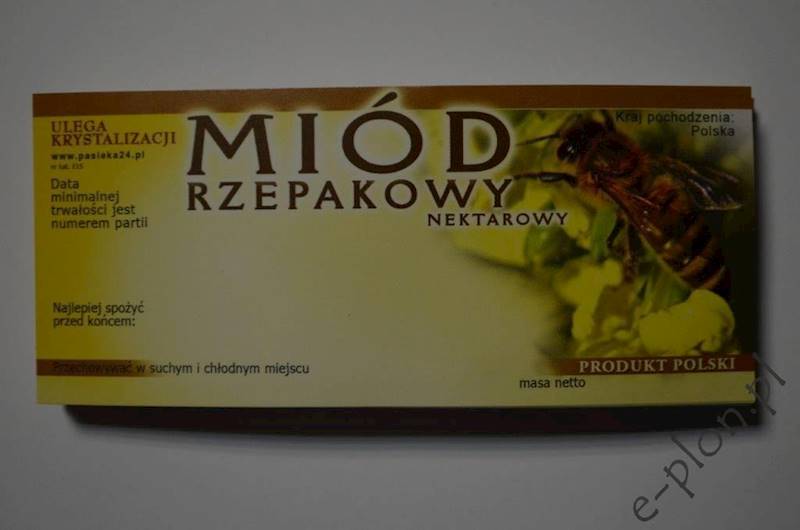 ULEGA
KRYSTALIZACJI
www.pasieka24.pl
Data
minimalnej
trwałości jest
numerem partii
MIÓD
RZEPAKOWY
NEKTAROWY
Kraj pochodzenia:
Polska
Najlepiej spożyć
przed końcem:
Przechowywać w suchym i chłodnym miejscu
PRODUKT POLSKI
masa netto
e-plon.pl